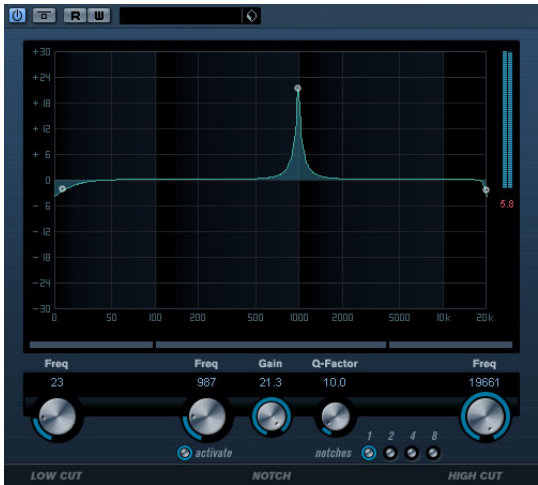 R W
+30
+24
+18
+12
+6
0
-6
-12
-18
-24
-30
0 50 100 200 500 1000 2000 5000 10k 20k
5.8
Freq Freq Gain Q-Factor Freq
23 987 21.3 10.0 19661
activate notches 1 2 4 8
LOW CUT NOTCH HIGH CUT